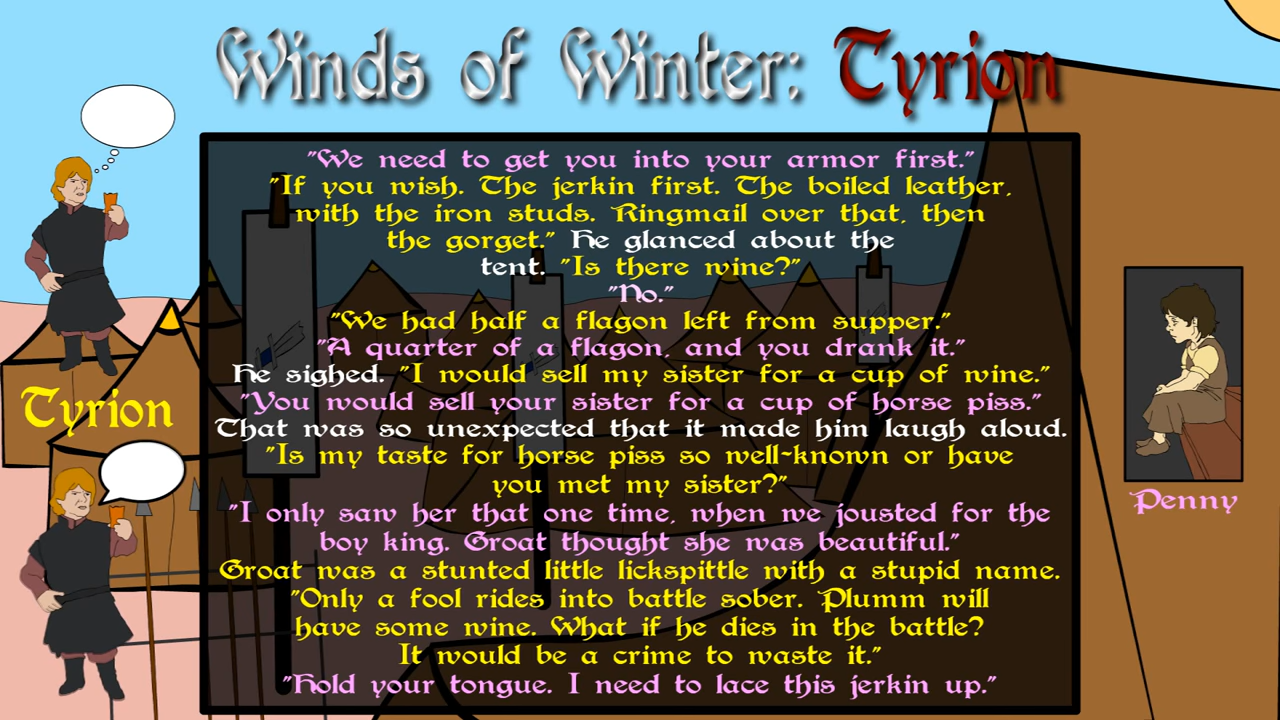 Winds of Winter: Tyrion
"We need to get you into your armor first."
"If you wish. The jerkin first. The boiled leather,
with the iron studs. Ringmail over that, then
the gorget." He glanced about the
tent. "Is there wine?"
"No."
"We had half a flagon left from supper."
"A quarter of a flagon, and you drank it."
He sighed. "I would sell my sister for a cup of wine."
"You would sell your sister for a cup of horse piss."
That was so unexpected that it made him laugh aloud.
"Is my taste for horse piss so well-known or have
you met my sister?"
"I only saw her that one time, when we jousted for the
boy king. Groat thought she was beautiful."
Groat was a stunted little lickspittle with a stupid name.
"Only a fool rides into battle sober. Plumm will
have some wine. What if he dies in the battle?
It would be a crime to waste it."
"Hold your tongue. I need to lace this jerkin up."
Tyrion
Penny